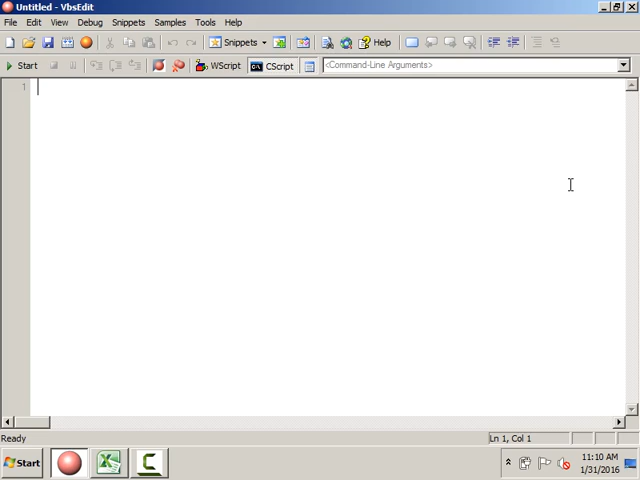 Untitled - VbsEdit
File Edit View Debug Snippets Samples Tools Help
Snippets Help
Start WScript CScript <Command-Line Arguments>
1
Ready Ln 1, Col 1
Start 11:10 AM
1/31/2016